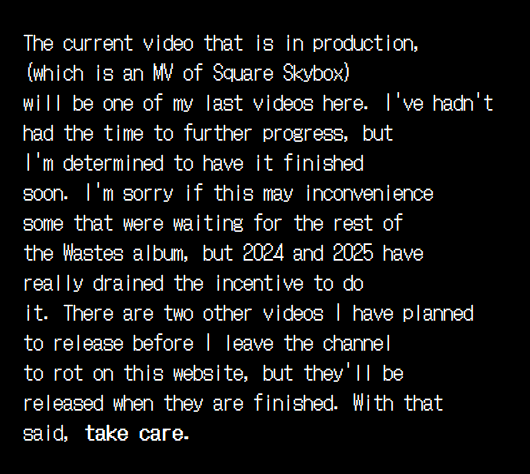 The current video that is in production,
(which is an MV of Square Skybox)
will be one of my last videos here. I've hadn't
had the time to further progress, but
I'm determined to have it finished
soon. I'm sorry if this may inconvenience
some that were waiting for the rest of
the Wastes album, but 2024 and 2025 have
really drained the incentive to do
it. There are two other videos I have planned
to release before I leave the channel
to rot on this website, but they'll be
released when they are finished. With that
said, take care.